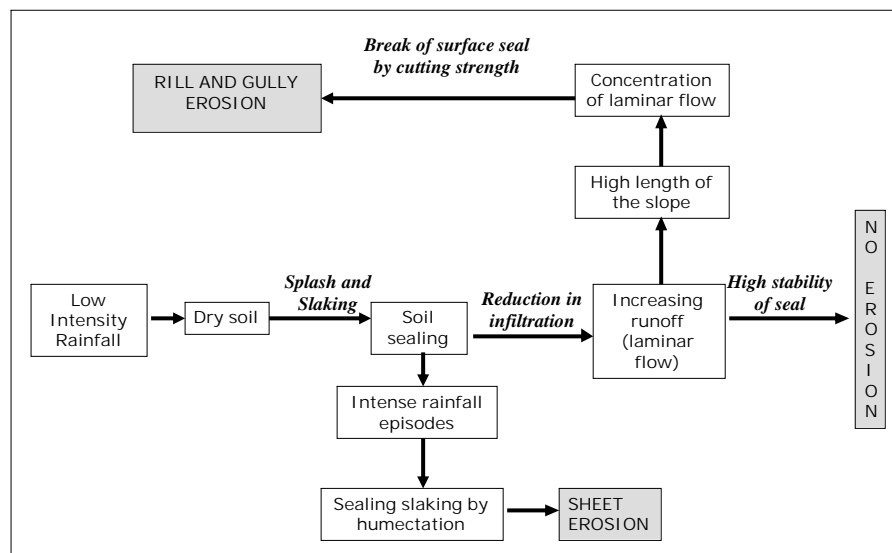 Break of surface seal
by cutting strength
RILL AND GULLY
EROSION
Concentration
of laminar flow
High length of
the slope
NO EROSION
Low
Intensity
Rainfall
Dry soil
Splash and
Slaking
Soil
sealing
Reduction in
infiltration
Increasing
runoff
(laminar
flow)
High stability
of seal
Intense rainfall
episodes
Sealing slaking by
humectation
SHEET
EROSION